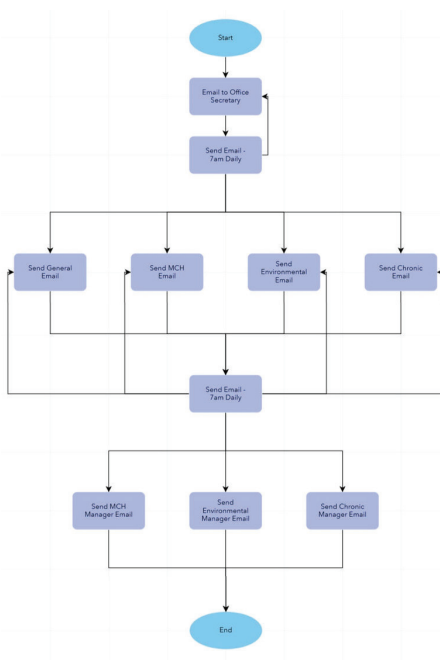 Start
Email to Office
Secretary
Send Email -
7am Daily
Send General
Email
Send MCH
Email
Send
Environmental
Email
Send Chronic
Email
Send Email -
7am Daily
Send MCH
Manager Email
Send
Environmental
Manager Email
Send Chronic
Manager Email
End